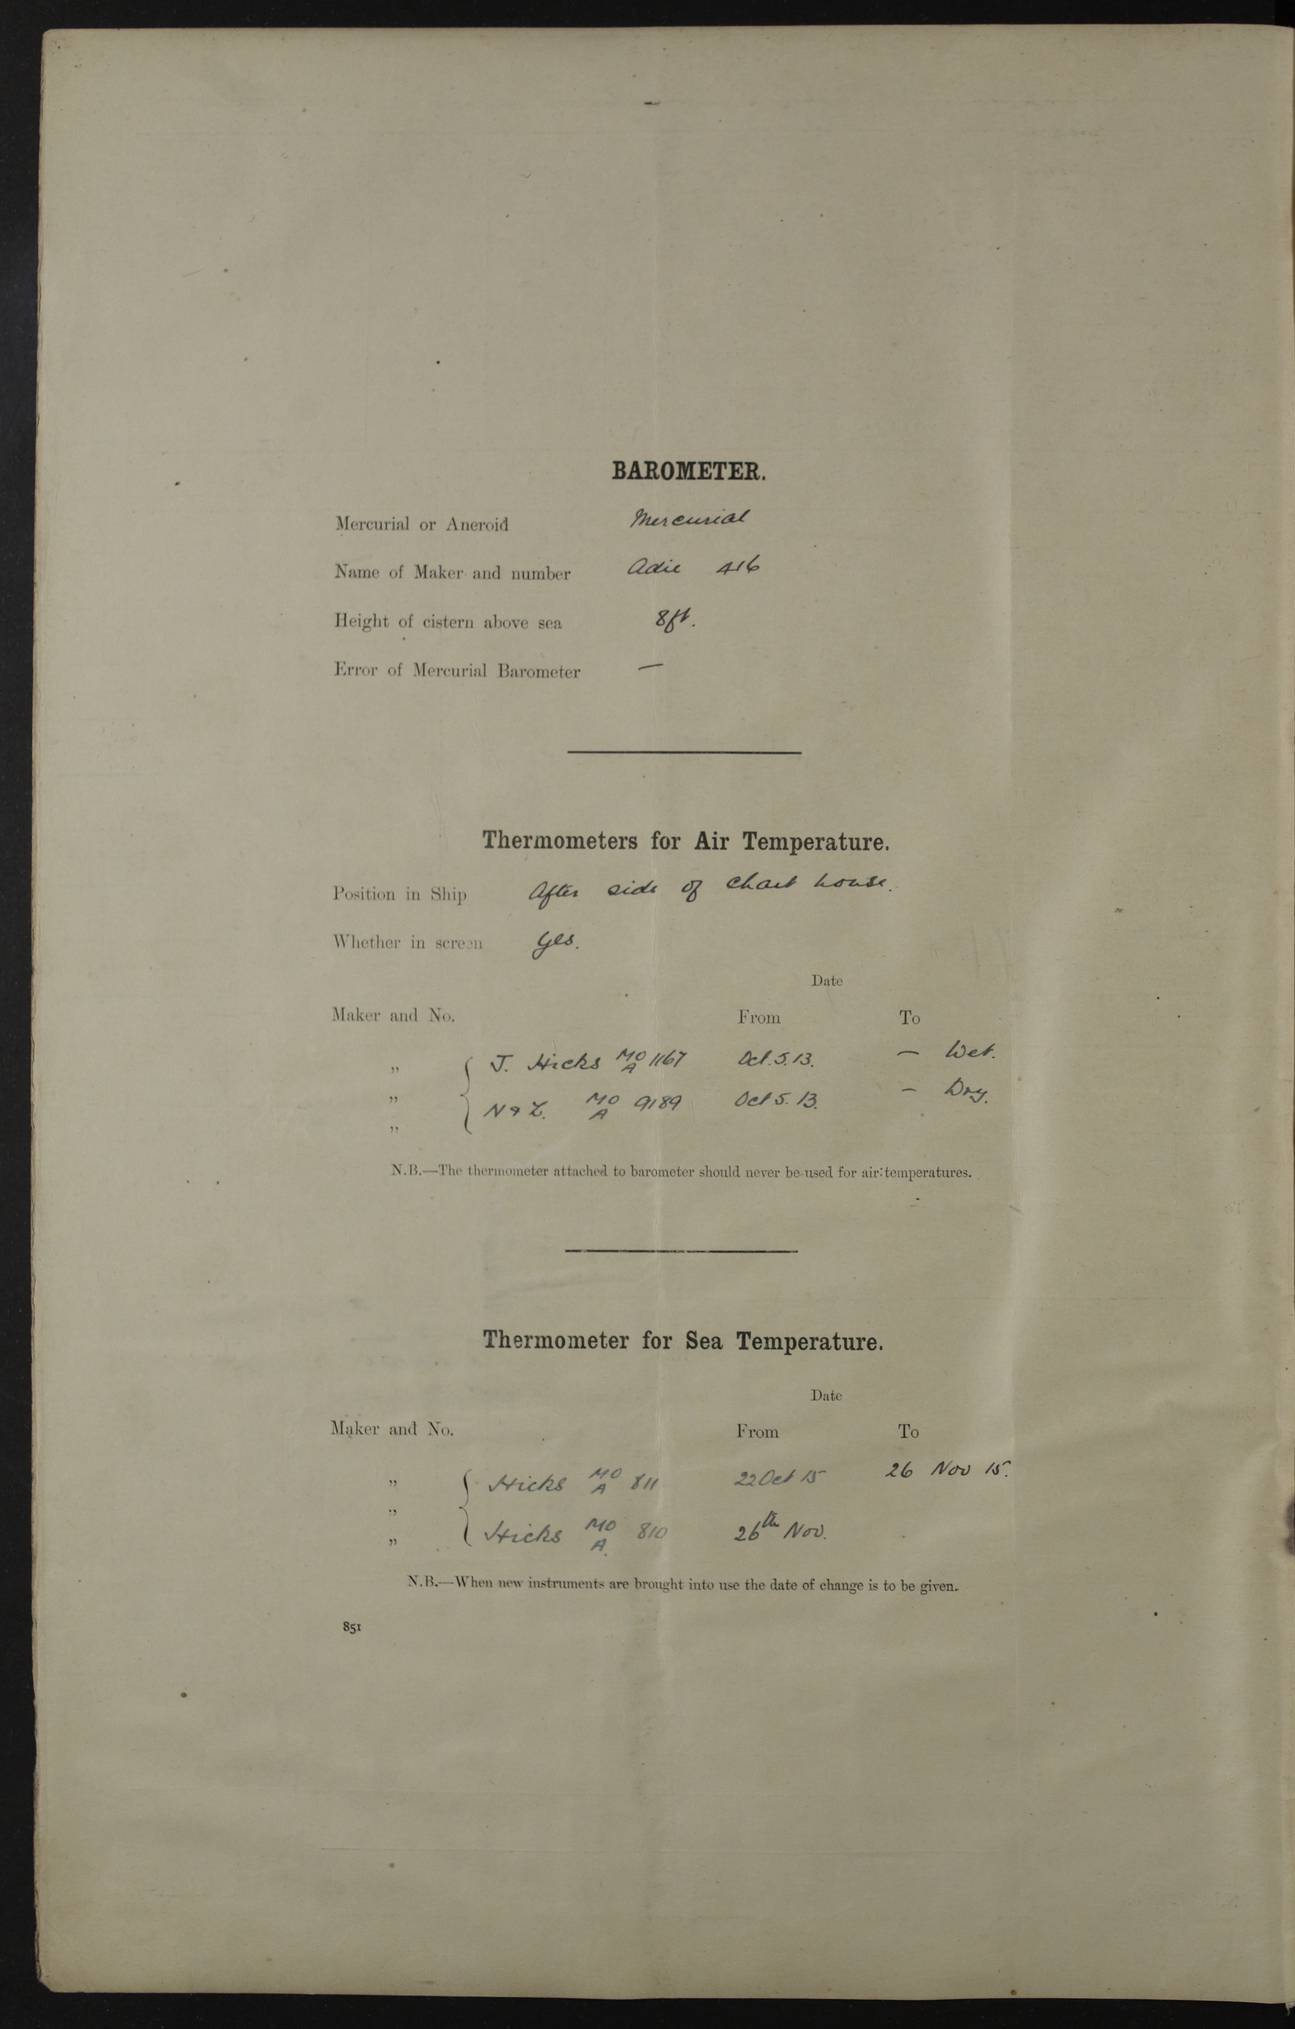 BAROMETER.
Mercurial or Aneroid Mercurial
Name of Maker and number Adie 416
Height of cistern above sea 8ft.
Error of Mercurial Barometer —
Thermometers for Air Temperature.
Position in Ship After side of chart house.
Whether in screen Yes.
Date
Maker and No. From To
„ J. Hicks MO/A 1167 Oct. 5. 13. — Wet.
„ N & Z. MO/A 9189 Oct 5. 13. — Dry.
„
N.B.—The thermometer attached to barometer should never be used for air temperatures.
Thermometer for Sea Temperature.
Date
Maker and No. From To
„ Hicks MO/A 811 22 Oct 15 26 Nov 15.
„
„ Hicks MO/A 810 26th Nov.
N.B.—When new instruments are brought into use the date of change is to be given.
851